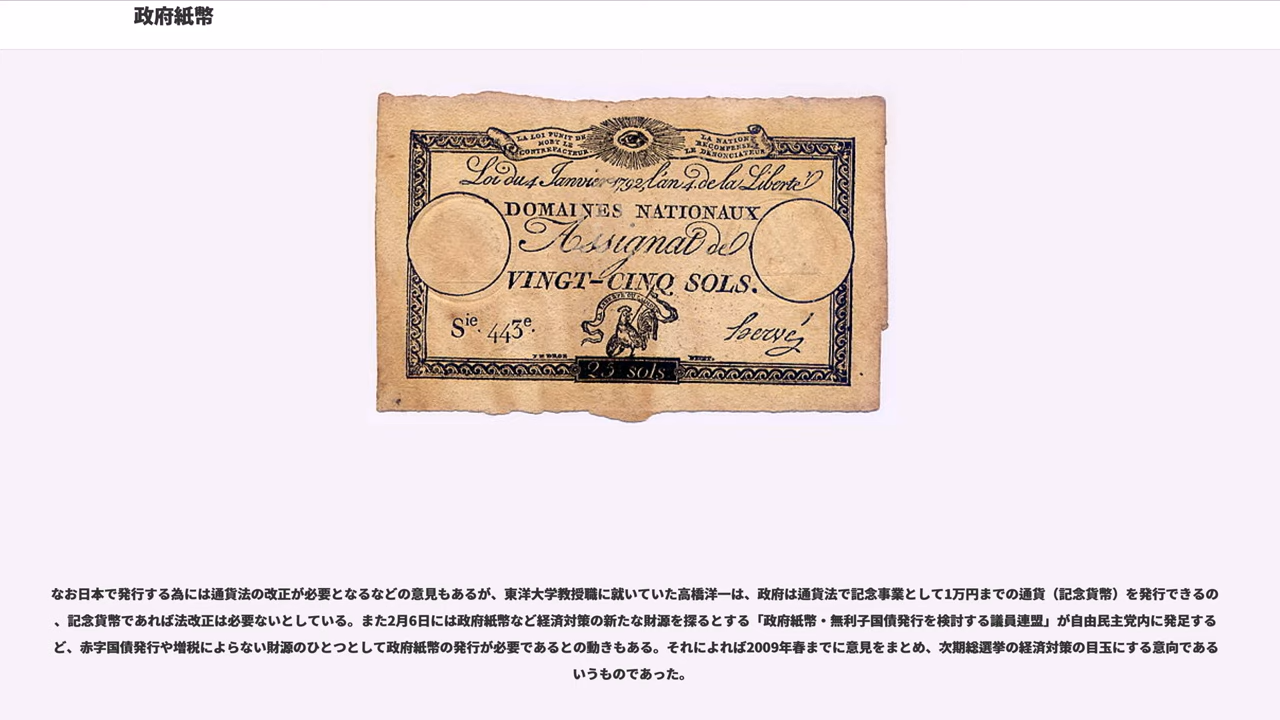 政府紙幣
LA LOI PUNIT DE
MORT LE
CONTREFACTEUR
LA NATION
RÉCOMPENSE
LE DÉNONCIATEUR
Loi du 4 Janvier 1792, l'an 4. de la Liberté
DOMAINES NATIONAUX
Assignat de
VINGT-CINQ SOLS.
Sie. 443e.
hervé
25 sols
なお日本で発行する為には通貨法の改正が必要となるなどの意見もあるが、東洋大学教授職に就いていた高橋洋一は、政府は通貨法で記念事業として1万円までの通貨（記念貨幣）を発行できるの
、記念貨幣であれば法改正は必要ないとしている。また2月6日には政府紙幣など経済対策の新たな財源を探るとする「政府紙幣・無利子国債発行を検討する議員連盟」が自由民主党内に発足する
ど、赤字国債発行や増税によらない財源のひとつとして政府紙幣の発行が必要であるとの動きもある。それによれば2009年春までに意見をまとめ、次期総選挙の経済対策の目玉にする意向である
いうものであった。